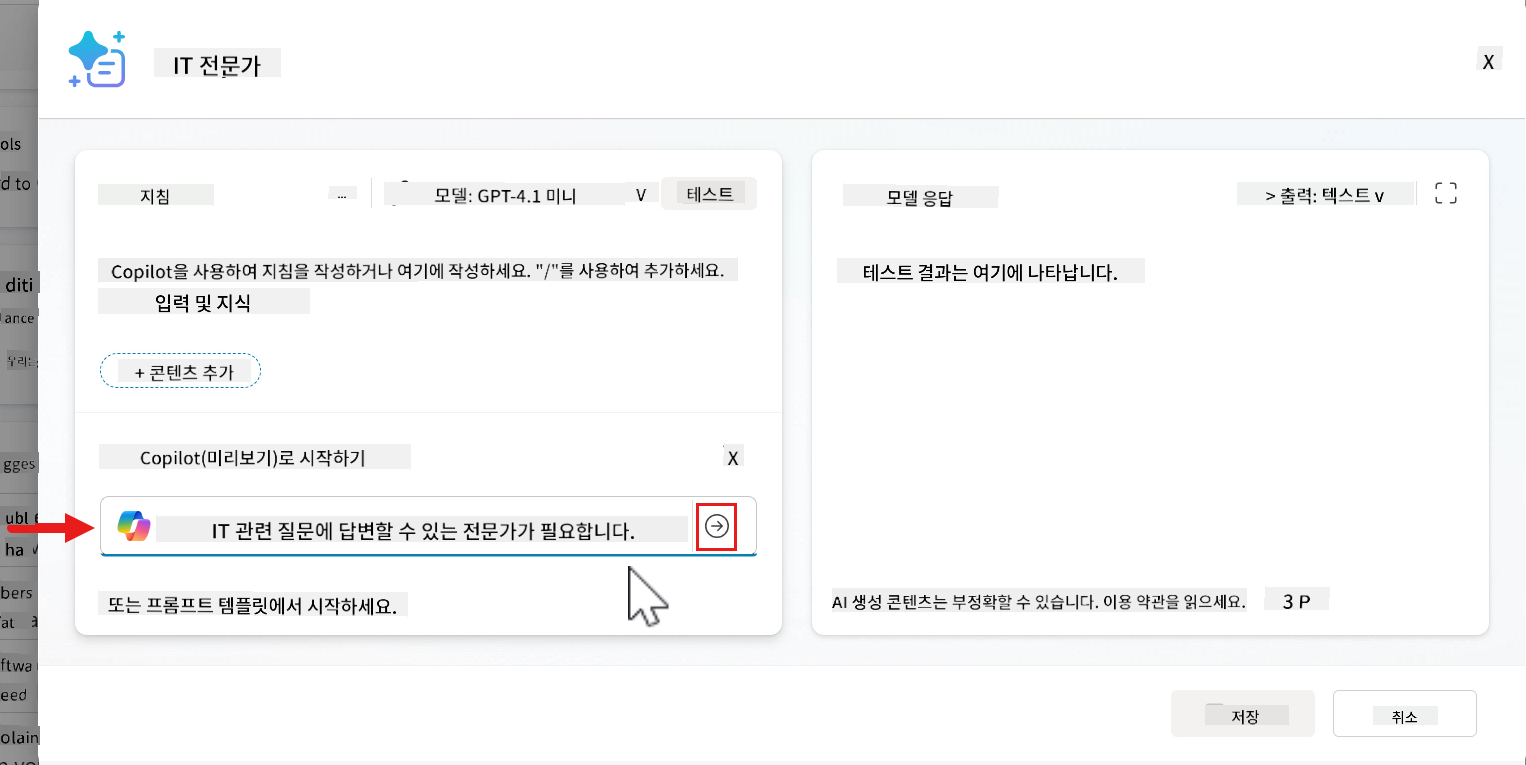 IT 전문가
X
지침
...
모델: GPT-4.1 미니
V
테스트
Copilot을 사용하여 지침을 작성하거나 여기에 작성하세요. "/"를 사용하여 추가하세요.
입력 및 지식
+ 콘텐츠 추가
Copilot(미리보기)로 시작하기
X
IT 관련 질문에 답변할 수 있는 전문가가 필요합니다.
또는 프롬프트 템플릿에서 시작하세요.
모델 응답
> 출력: 텍스트 v
테스트 결과는 여기에 나타납니다.
AI 생성 콘텐츠는 부정확할 수 있습니다. 이용 약관을 읽으세요.
3 P
저장
취소
ols
d to
diti
ance
우리는
gges
ubl
ha
bers
at
ftwa
eed
olain